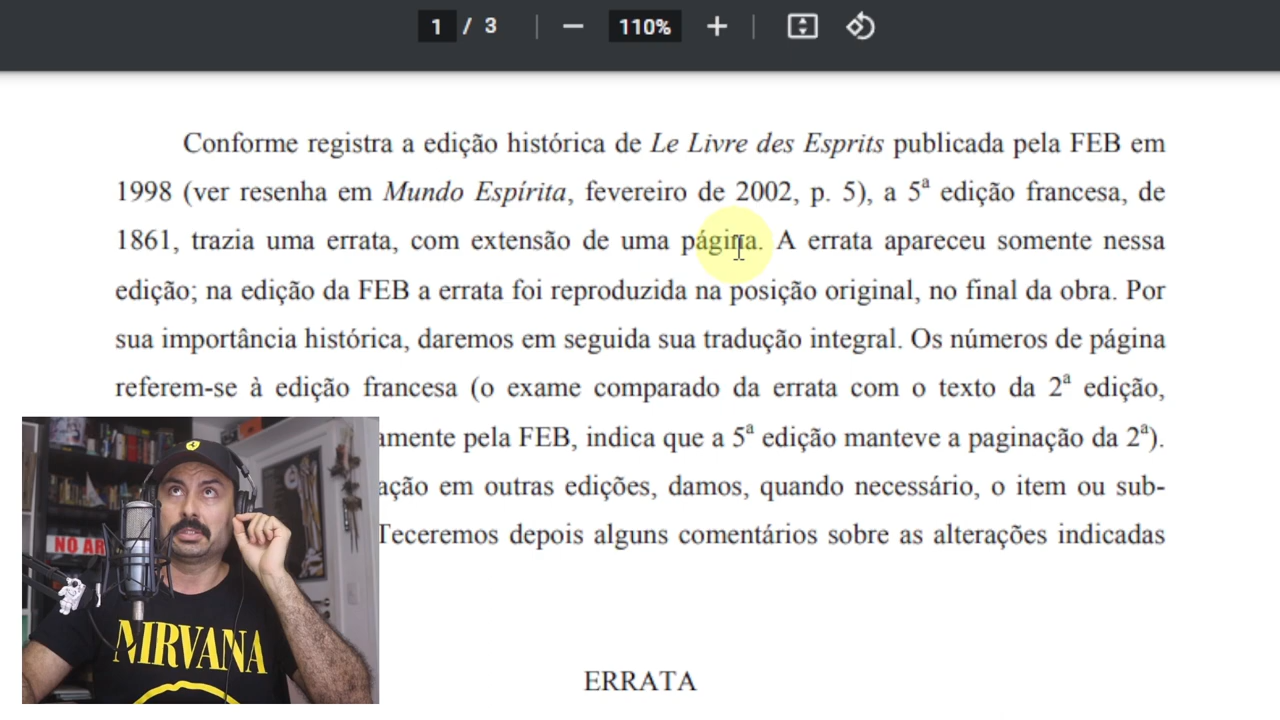 1 / 3 110%
Conforme registra a edição histórica de Le Livre des Esprits publicada pela FEB em
1998 (ver resenha em Mundo Espírita, fevereiro de 2002, p. 5), a 5ª edição francesa, de
1861, trazia uma errata, com extensão de uma página. A errata apareceu somente nessa
edição; na edição da FEB a errata foi reproduzida na posição original, no final da obra. Por
sua importância histórica, daremos em seguida sua tradução integral. Os números de página
referem-se à edição francesa (o exame comparado da errata com o texto da 2ª edição,
amente pela FEB, indica que a 5ª edição manteve a paginação da 2ª).
ação em outras edições, damos, quando necessário, o item ou sub-
Teceremos depois alguns comentários sobre as alterações indicadas
NO AR
NIRVANA
ERRATA